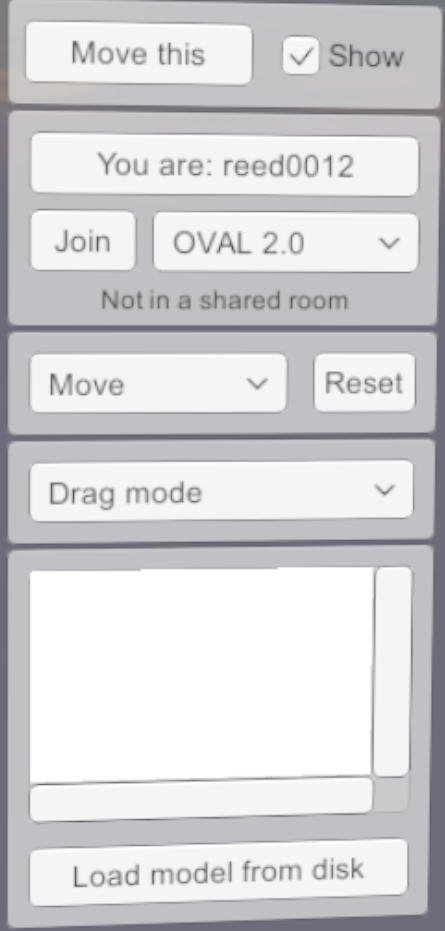 Move this Show
You are: reed0012
Join OVAL 2.0
Not in a shared room
Move Reset
Drag mode
Load model from disk